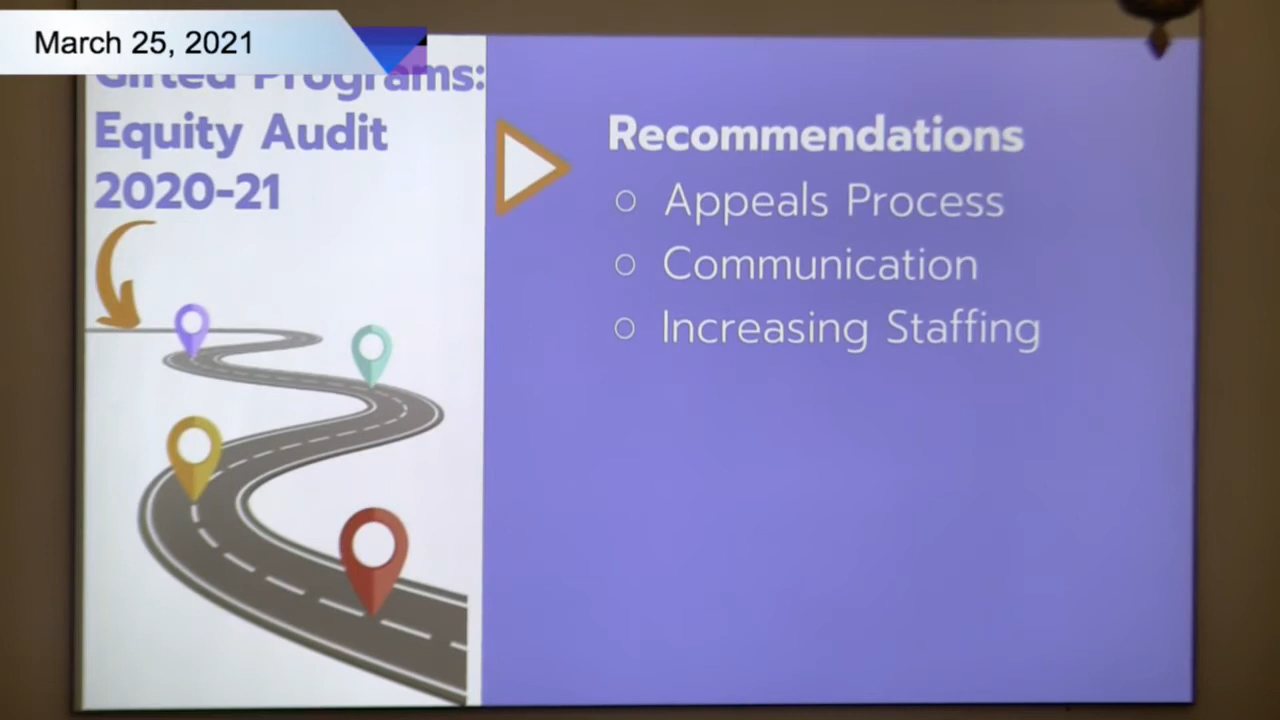 March 25, 2021
Gifted Programs:
Equity Audit
2020-21
Recommendations
○ Appeals Process
○ Communication
○ Increasing Staffing